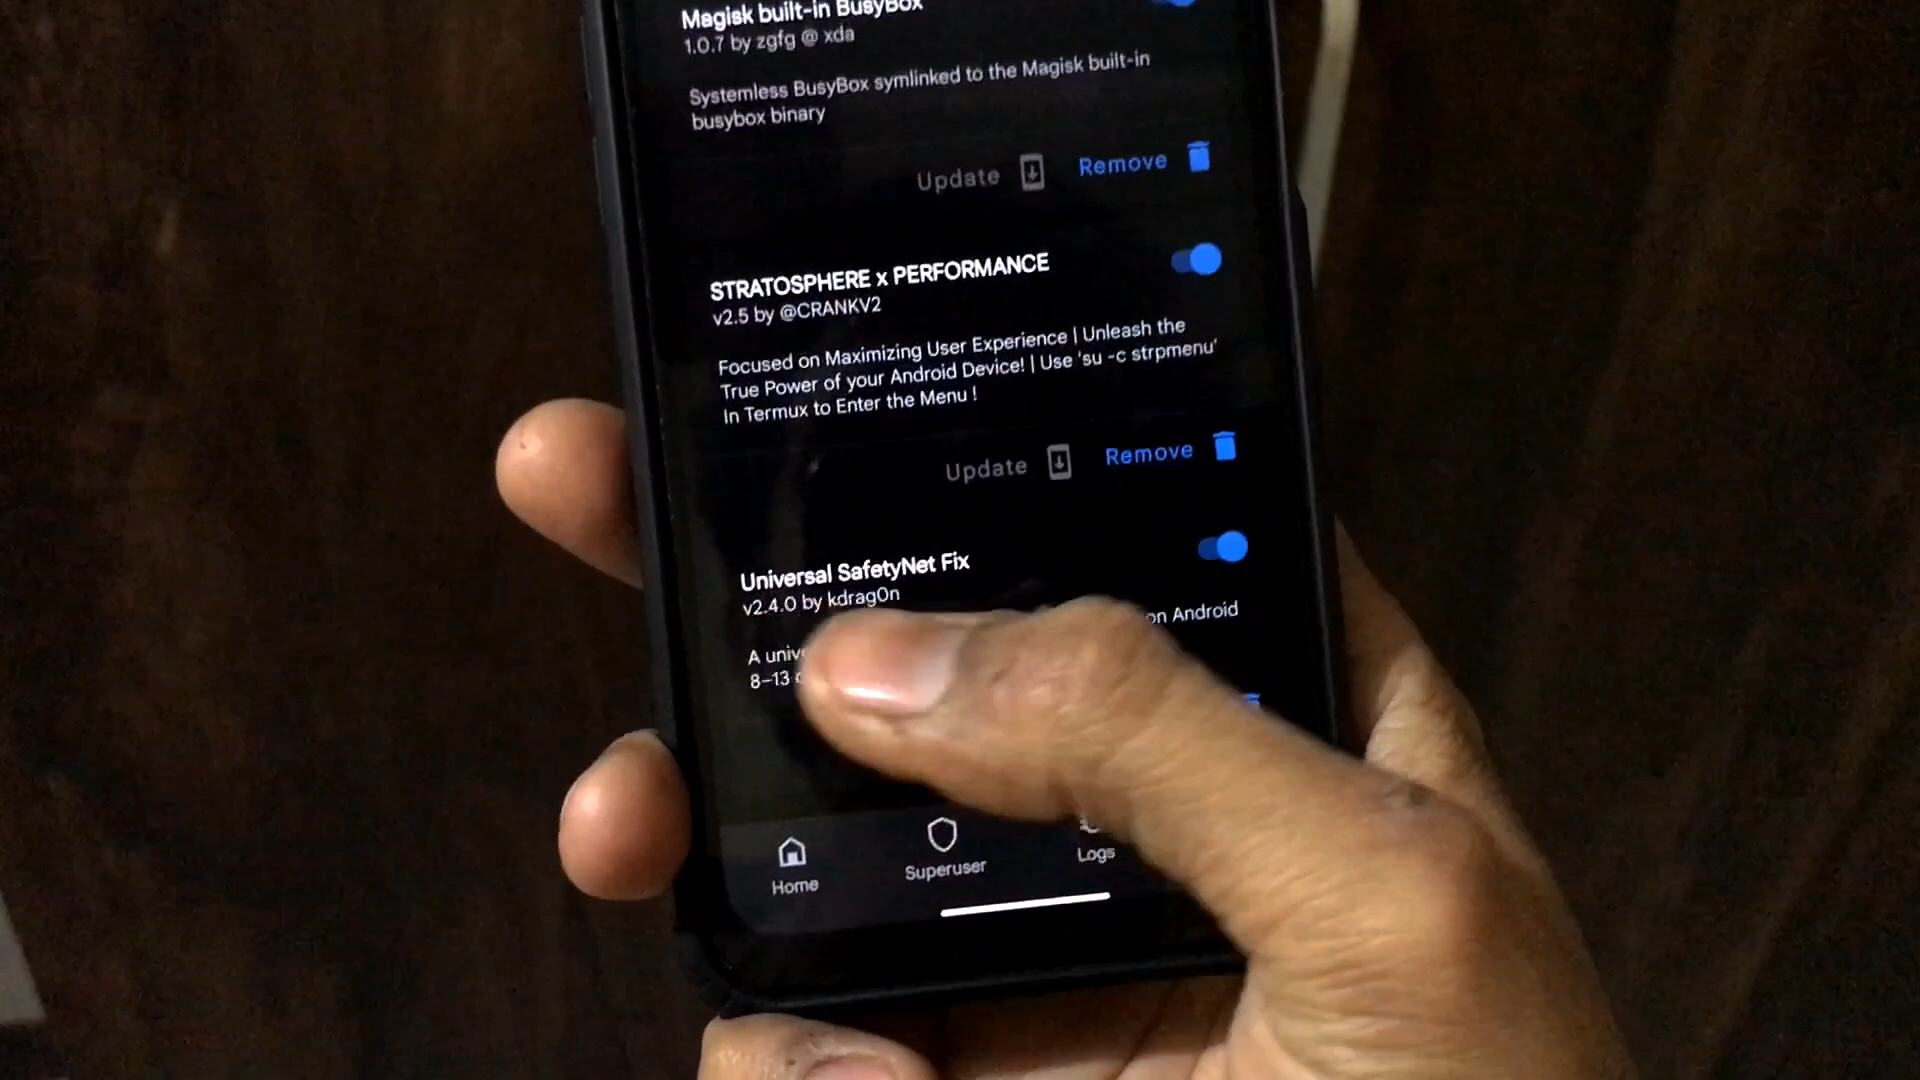 Magisk built-in BusyBox
1.0.7 by zgfg @ xda
Systemless BusyBox symlinked to the Magisk built-in
busybox binary
Update Remove
STRATOSPHERE x PERFORMANCE
v2.5 by @CRANKV2
Focused on Maximizing User Experience | Unleash the
True Power of your Android Device! | Use 'su -c strpmenu'
In Termux to Enter the Menu !
Update Remove
Universal SafetyNet Fix
v2.4.0 by kdrag0n
A on Android
8–13
Home Superuser Logs